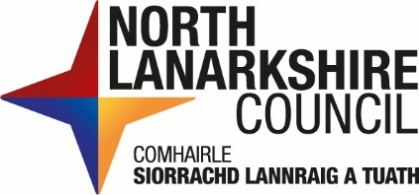 NORTH
LANARKSHIRE
COUNCIL
COMHAIRLE
SIORRACHD LANNRAIG A TUATH